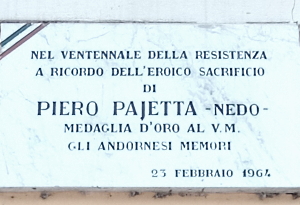 NEL VENTENNALE DELLA RESISTENZA
A RICORDO DELL'EROICO SACRIFICIO
DI
PIERO PAJETTA -NEDO-
MEDAGLIA D'ORO AL V.M.
GLI ANDORNESI MEMORI
23 FEBBRAIO 1964